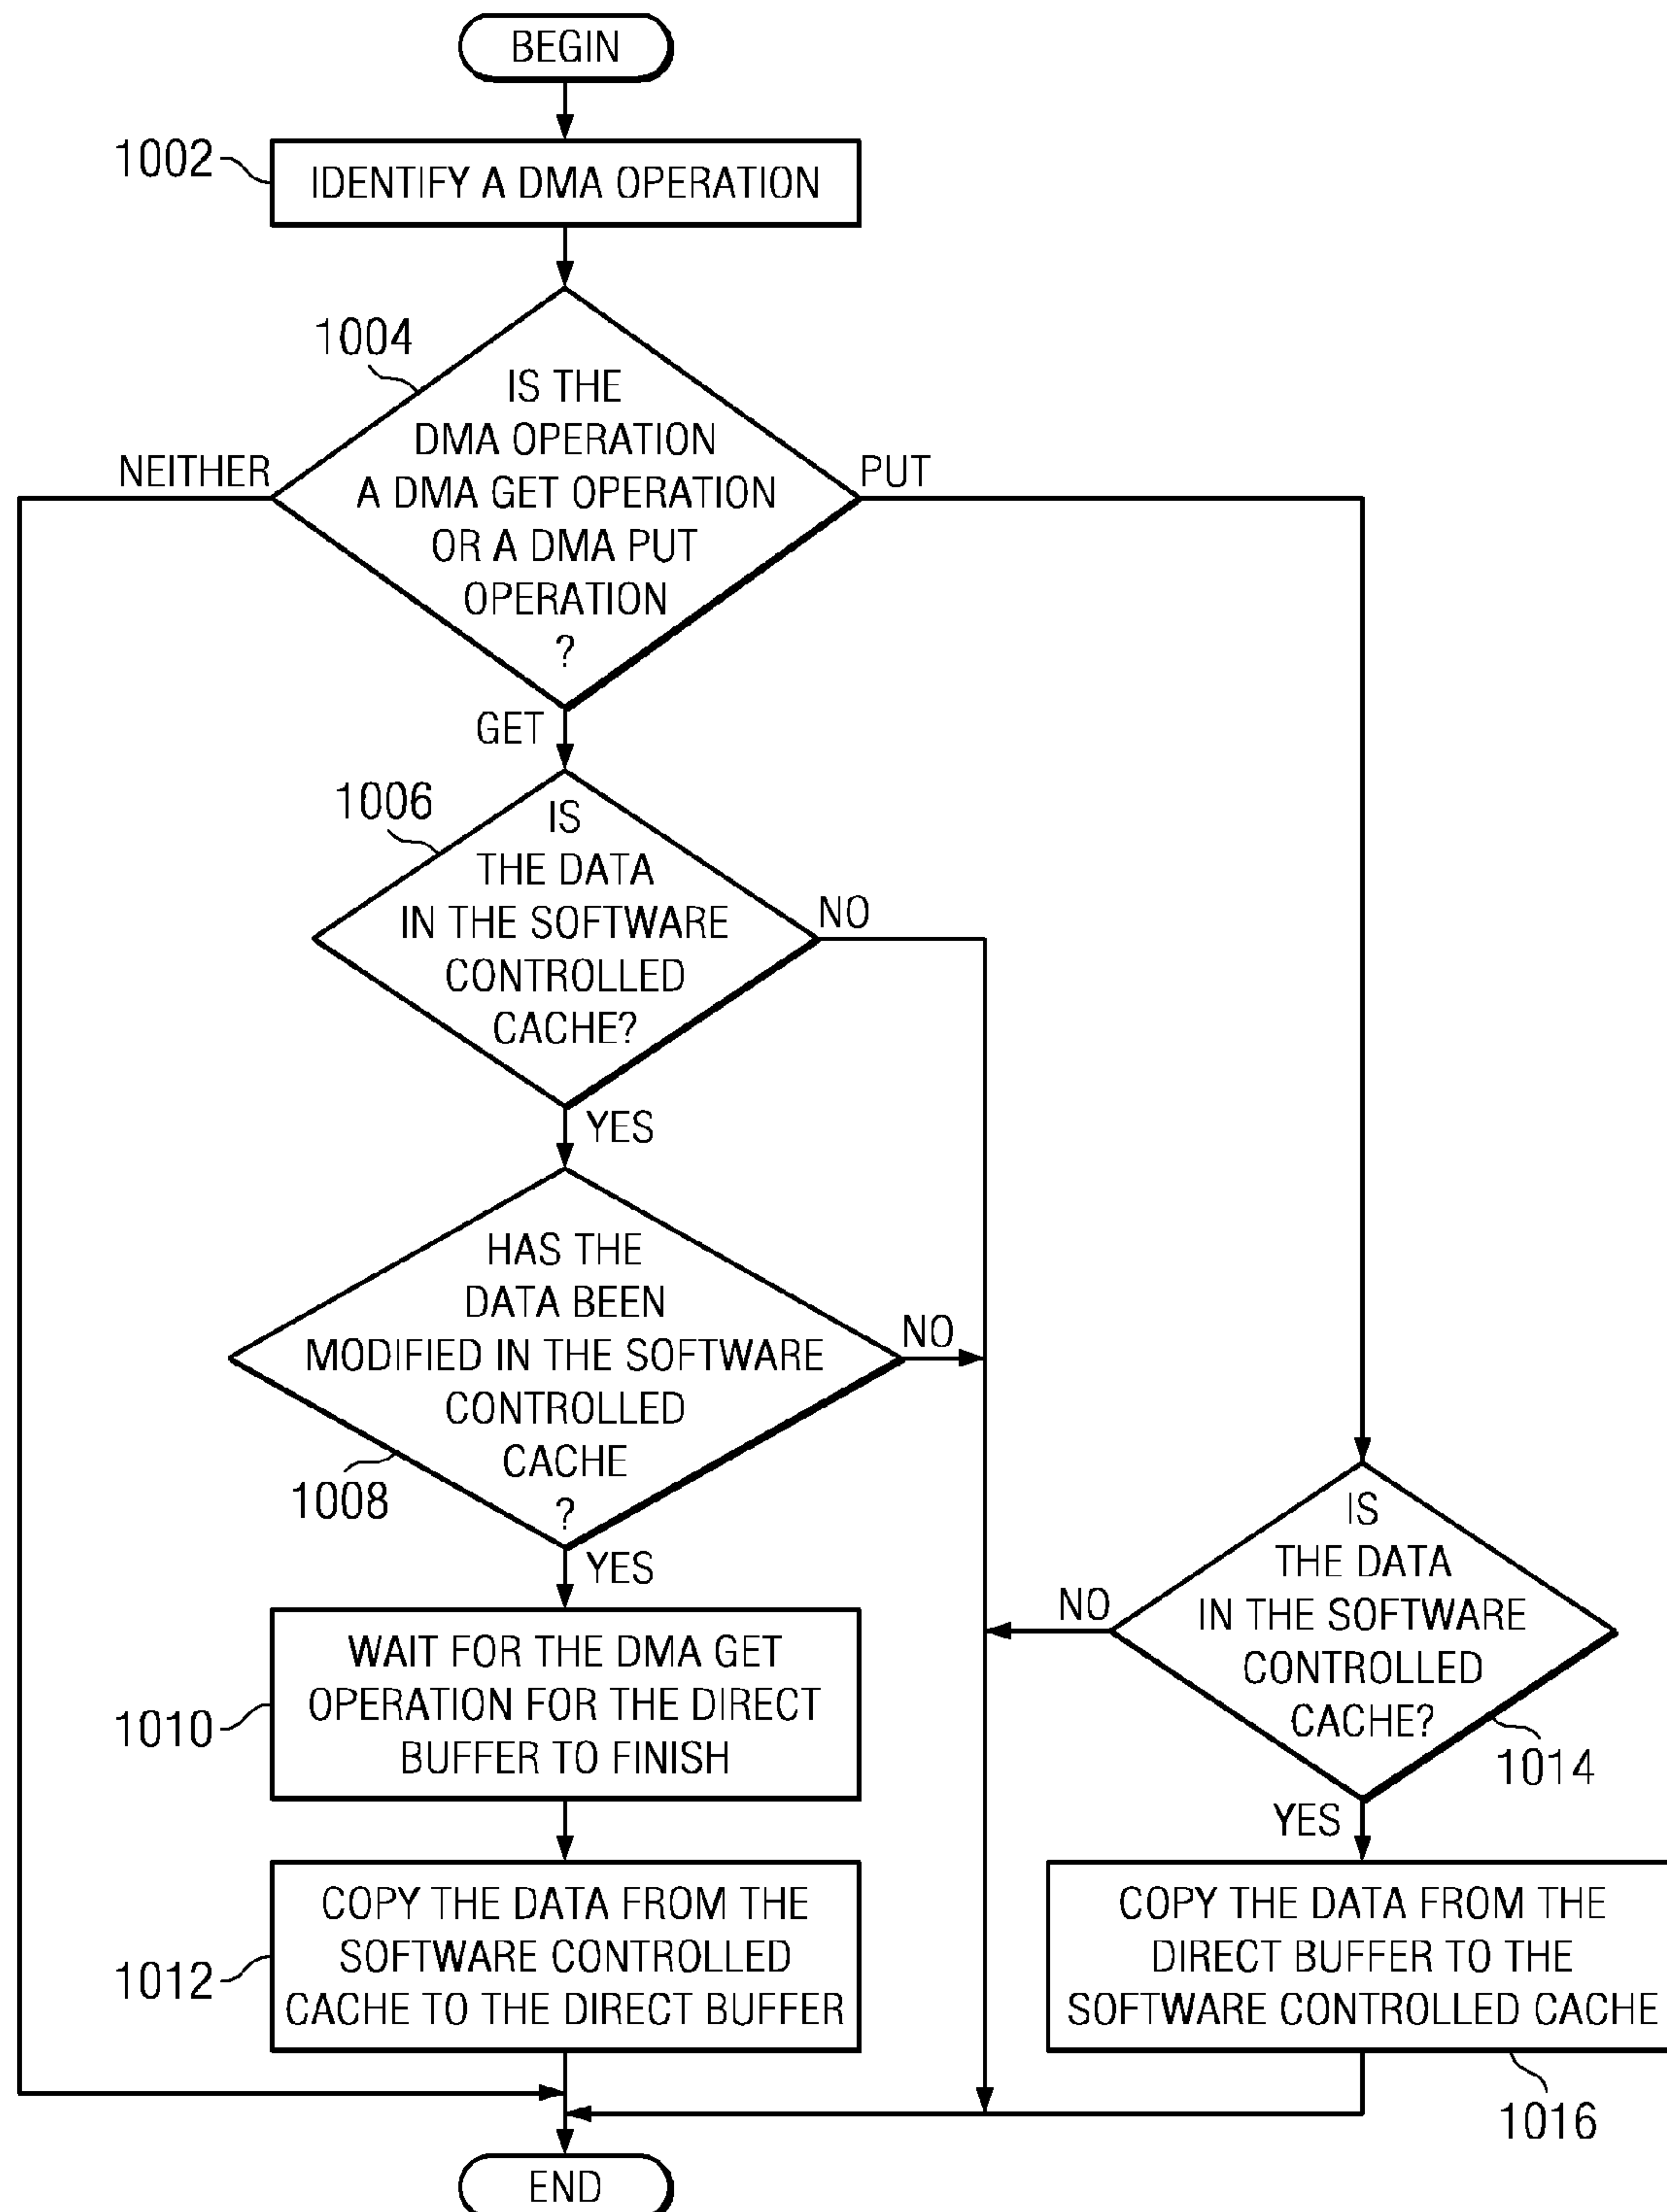 BEGIN
1002
IDENTIFY A DMA OPERATION
1004
IS THE
DMA OPERATION
A DMA GET OPERATION
OR A DMA PUT
OPERATION
?
NEITHER
PUT
GET
1006
IS
THE DATA
IN THE SOFTWARE
CONTROLLED
CACHE?
NO
YES
HAS THE
DATA BEEN
MODIFIED IN THE SOFTWARE
CONTROLLED
CACHE
?
1008
NO
YES
1010
WAIT FOR THE DMA GET
OPERATION FOR THE DIRECT
BUFFER TO FINISH
1012
COPY THE DATA FROM THE
SOFTWARE CONTROLLED
CACHE TO THE DIRECT BUFFER
IS
THE DATA
IN THE SOFTWARE
CONTROLLED
CACHE?
1014
NO
YES
COPY THE DATA FROM THE
DIRECT BUFFER TO THE
SOFTWARE CONTROLLED CACHE
1016
END